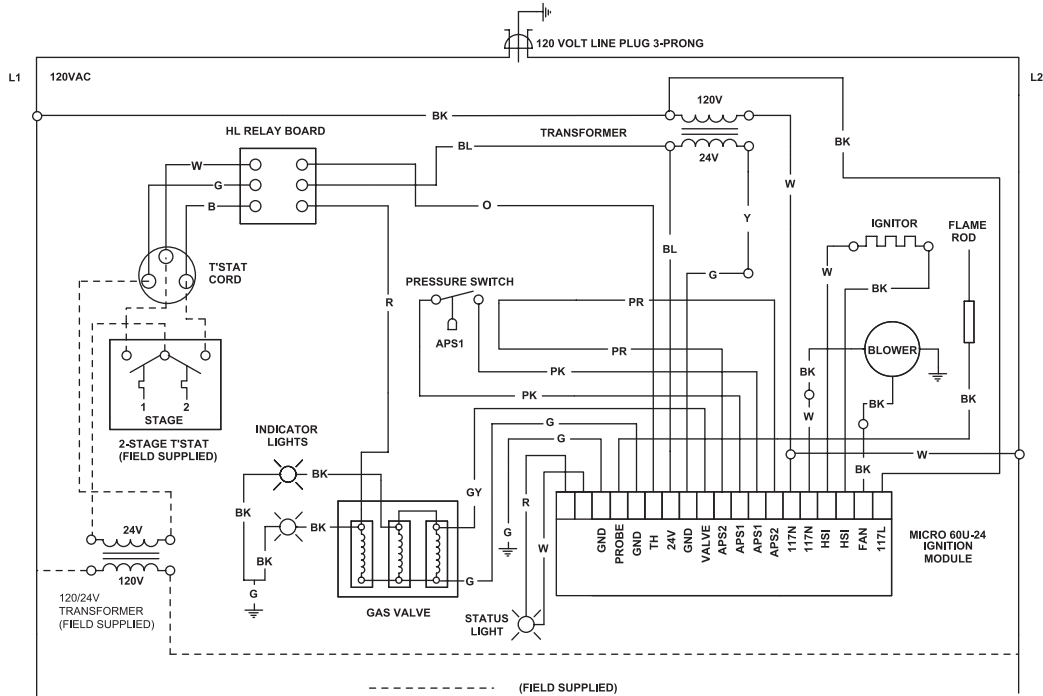 120 VOLT LINE PLUG 3-PRONG
L1
120VAC
L2
BK
120V
TRANSFORMER
24V
BK
HL RELAY BOARD
BL
W
G
B
O
W
Y
BL
G
T'STAT
CORD
R
IGNITOR
FLAME
ROD
W
BK
PRESSURE SWITCH
APS1
PR
PR
PK
PK
BLOWER
BK
W
BK
BK
BK
W
1
2
STAGE
2-STAGE T'STAT
(FIELD SUPPLIED)
INDICATOR
LIGHTS
BK
BK
BK
BK
G
G
G
GY
R
W
G
G
GND
PROBE
GND
TH
24V
GND
VALVE
APS2
APS1
APS1
APS2
117N
117N
HSI
HSI
FAN
117L
MICRO 60U-24
IGNITION
MODULE
24V
120V
120/24V
TRANSFORMER
(FIELD SUPPLIED)
GAS VALVE
STATUS
LIGHT
(FIELD SUPPLIED)